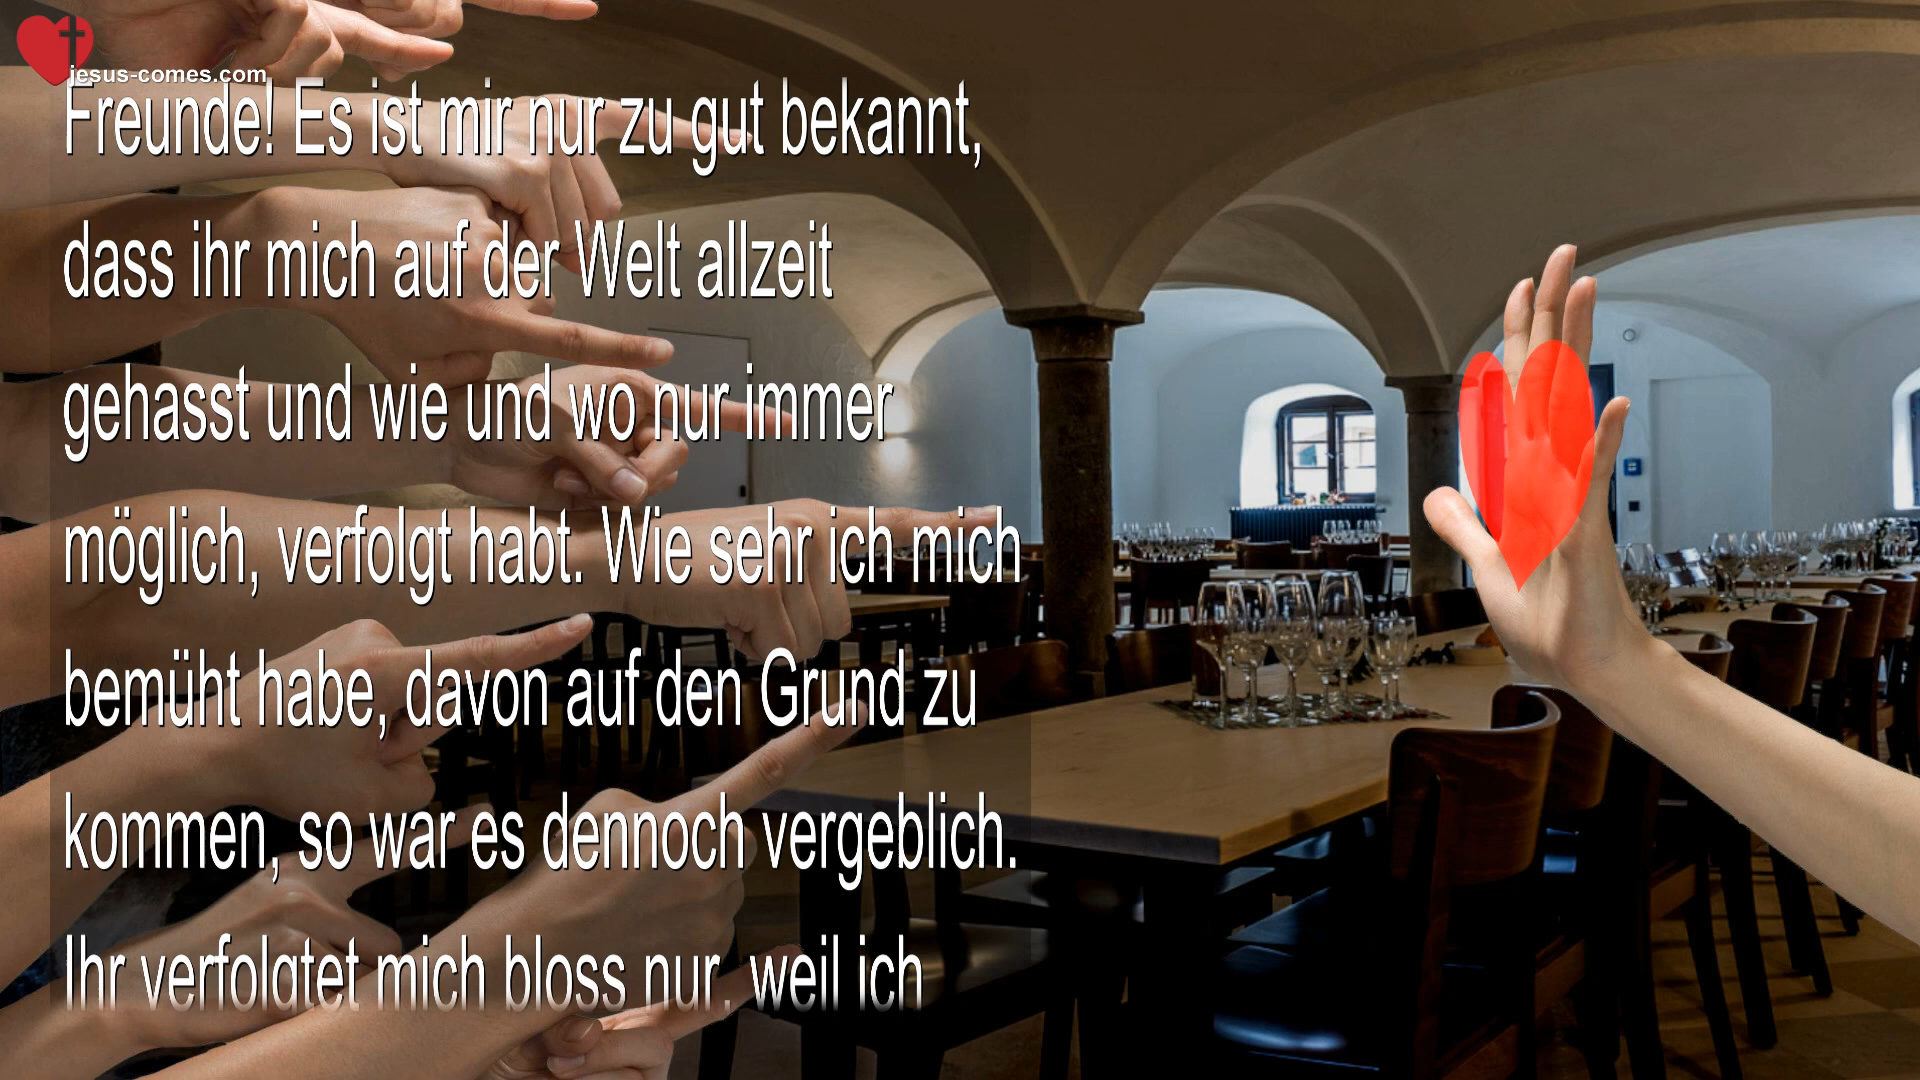 jesus-comes.com
Freunde! Es ist mir nur zu gut bekannt,
dass ihr mich auf der Welt allzeit
gehasst und wie und wo nur immer
möglich, verfolgt habt. Wie sehr ich mich
bemüht habe, davon auf den Grund zu
kommen, so war es dennoch vergeblich.
Ihr verfolgtet mich bloss nur, weil ich